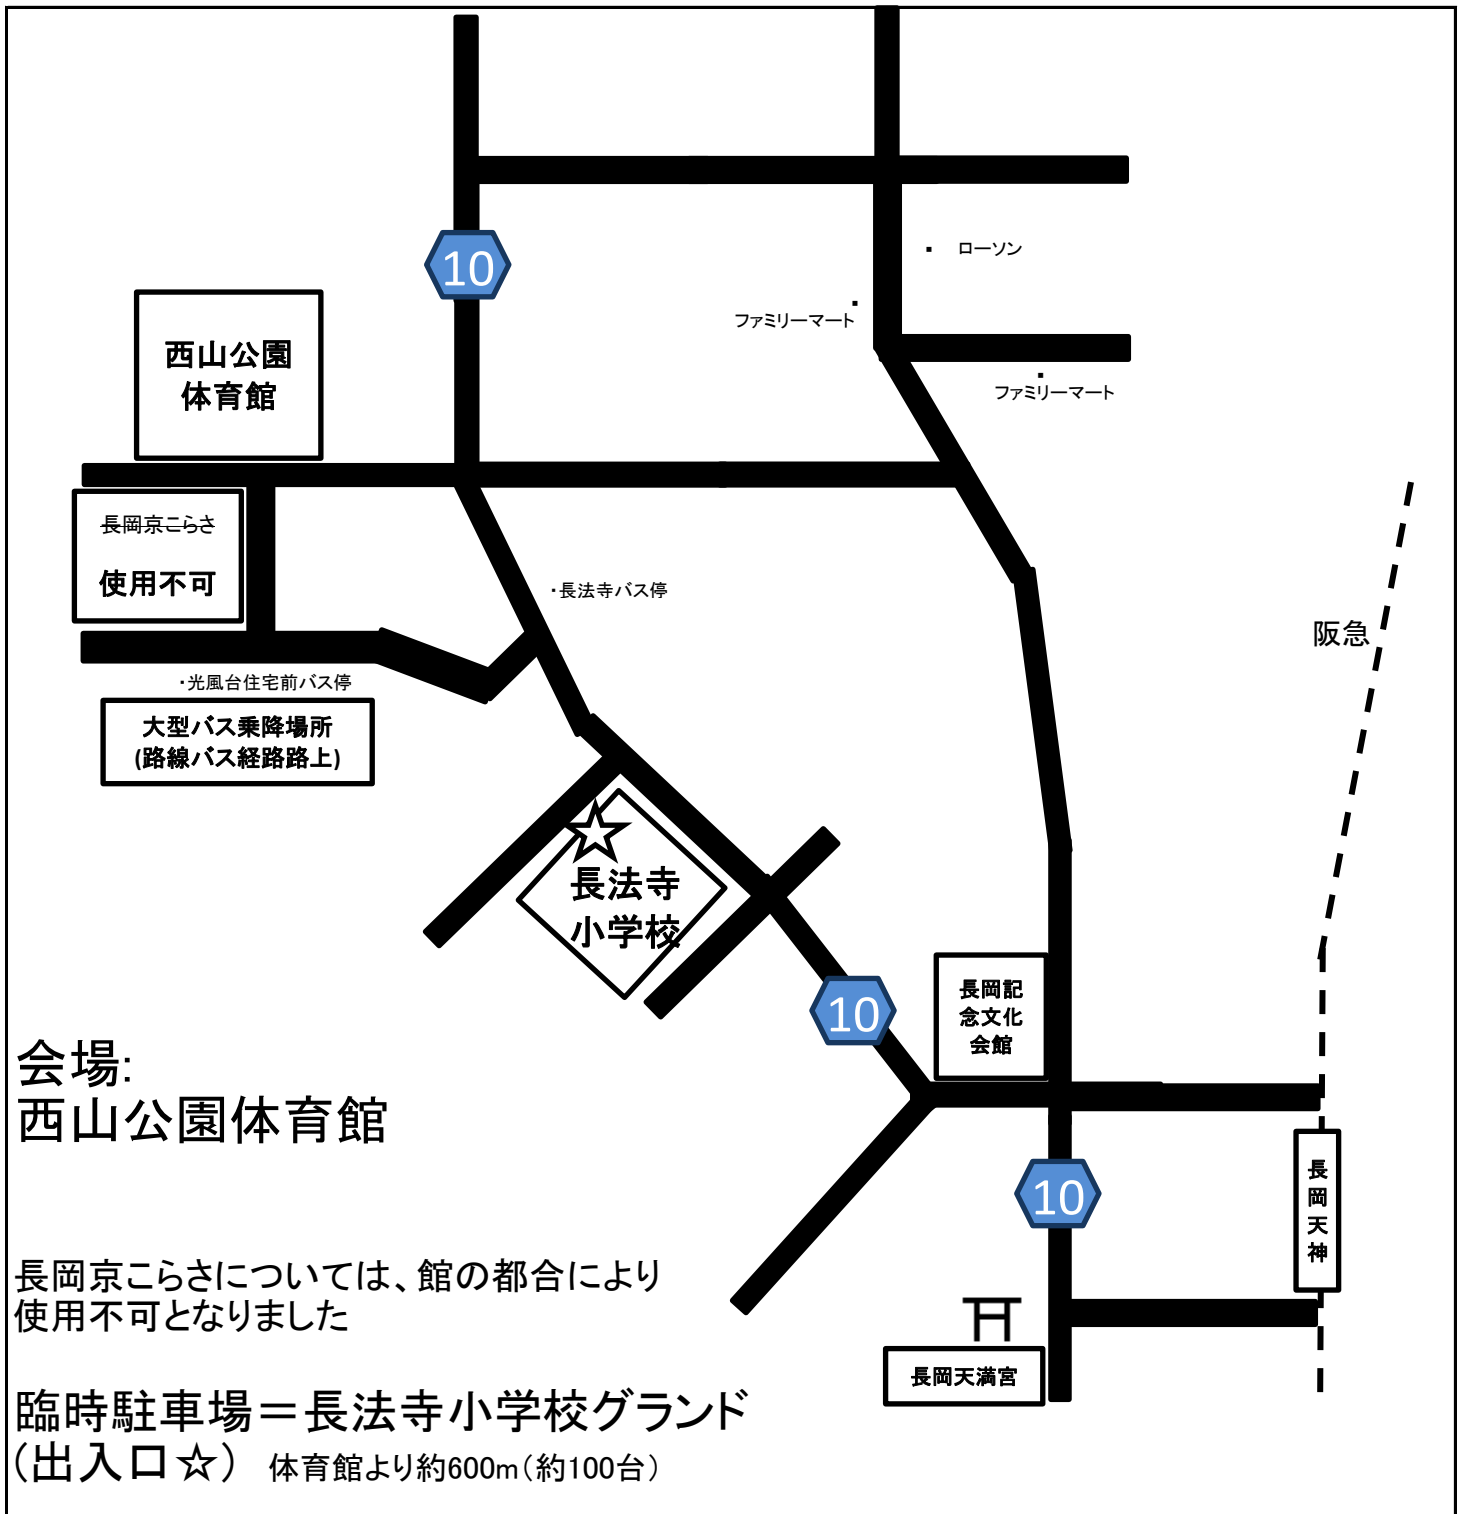 10
ローソン
ファミリーマート
西山公園
体育館
ファミリーマート
長岡京こらさ
使用不可
・長法寺バス停
阪急
・光風台住宅前バス停
大型バス乗降場所
(路線バス経路路上)
長法寺
小学校
10
長岡記
念文化
会館
会場:
西山公園体育館
10
長岡天神
長岡京こらさについては、館の都合により
使用不可となりました
長岡天満宮
臨時駐車場＝長法寺小学校グランド
(出入口☆) 体育館より約600m(約100台)